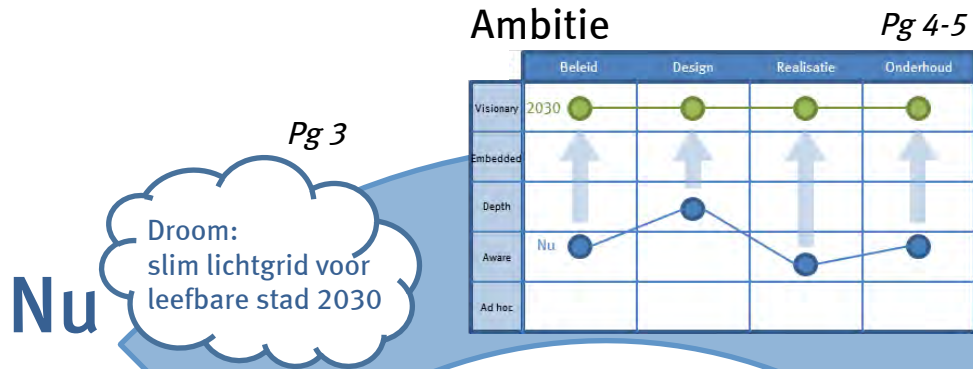 Ambitie
Pg 4-5
Beleid Design Realisatie Onderhoud
Visionary 2030
Embedded
Depth
Aware Nu
Ad hoc
Pg 3
Droom:
slim lichtgrid voor
leefbare stad 2030
Nu